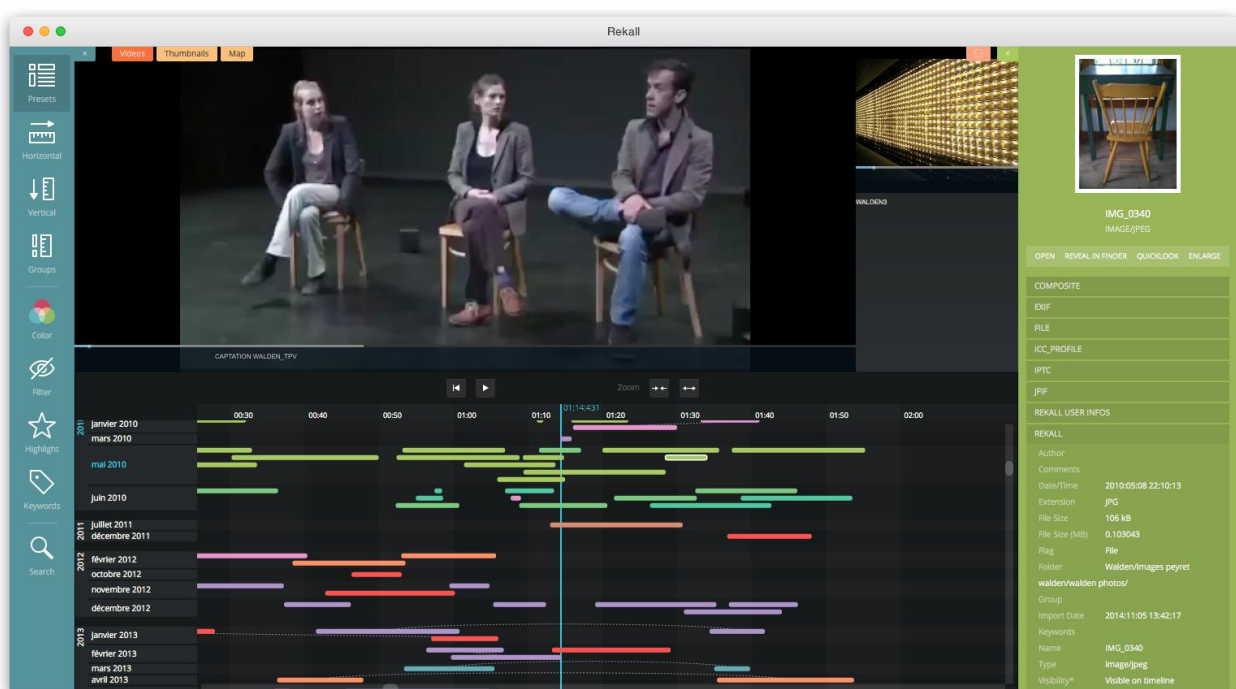 Rekall
Presets
Horizontal
Vertical
Groups
Color
Filter
Highlight
Keywords
Search
Videos Thumbnails Map
WALDEN3
CAPTATION WALDEN_TPV
Zoom
01:14:431
00:30 00:40 00:50 01:00 01:10 01:20 01:30 01:40 01:50 02:00
janvier 2010
mars 2010
mai 2010
juin 2010
2011
juillet 2011
décembre 2011
2012
février 2012
octobre 2012
novembre 2012
décembre 2012
2013
janvier 2013
février 2013
mars 2013
avril 2013
IMG_0340
IMAGE/JPEG
OPEN REVEAL IN FINDER QUICKLOOK ENLARGE
COMPOSITE
EXIF
FILE
ICC_PROFILE
IPTC
JFIF
REKALL USER INFOS
REKALL
Author
Comments
Date/Time 2010:05:08 22:10:13
Extension JPG
File Size 106 kB
File Size (MB) 0.103043
Flag File
Folder Walden/images peyret
walden/walden photos/
Group
Import Date 2014:11:05 13:42:17
Keywords
Name IMG_0340
Type image/jpeg
Visibility* Visible on timeline